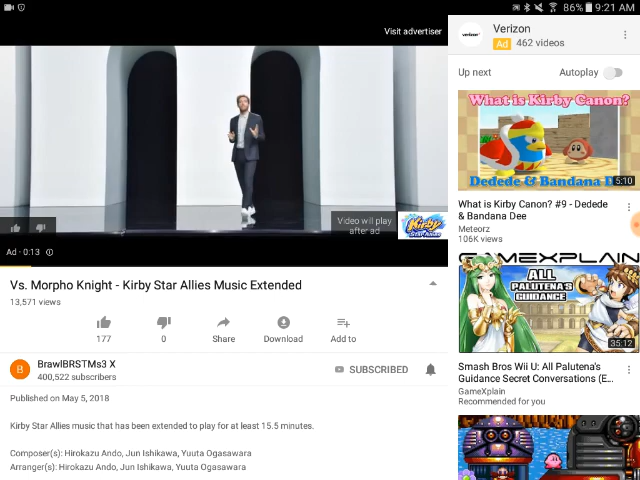 86% 9:21 AM
Visit advertiser
Video will play
after ad
Kirby
Star Allies
Ad · 0:13
Vs. Morpho Knight - Kirby Star Allies Music Extended
13,571 views
177
0
Share
Download
Add to
B
BrawlBRSTMs3 X
400,522 subscribers
SUBSCRIBED
Published on May 5, 2018
Kirby Star Allies music that has been extended to play for at least 15.5 minutes.
Composer(s): Hirokazu Ando, Jun Ishikawa, Yuuta Ogasawara
Arranger(s): Hirokazu Ando, Jun Ishikawa, Yuuta Ogasawara
verizon
Verizon
Ad 462 videos
Up next
Autoplay
What is Kirby Canon?
Dedede & Bandana D
5:10
What is Kirby Canon? #9 - Dedede
& Bandana Dee
Meteorz
106K views
GAMEXPLAIN
ALL
PALUTENA'S
GUIDANCE
35:12
Smash Bros Wii U: All Palutena's
Guidance Secret Conversations (E...
GameXplain
Recommended for you